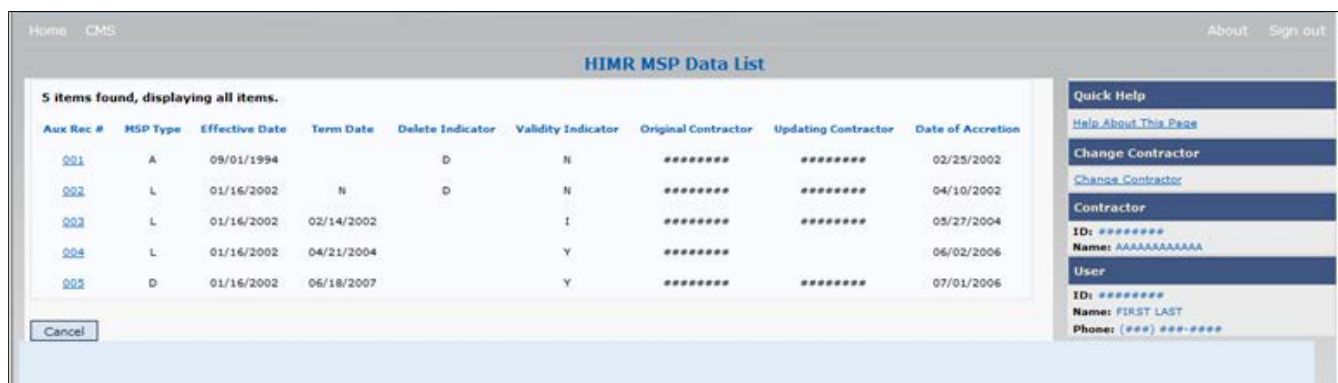 Home CMS About Sign out
HIMR MSP Data List
5 items found, displaying all items.
Aux Rec # MSP Type Effective Date Term Date Delete Indicator Validity Indicator Original Contractor Updating Contractor Date of Accretion
001 A 09/01/1994 D N ######## ######## 02/25/2002
002 L 01/16/2002 N D N ######## ######## 04/10/2002
003 L 01/16/2002 02/14/2002 I ######## ######## 05/27/2004
004 L 01/16/2002 04/21/2004 Y ######## 06/02/2006
005 D 01/16/2002 06/18/2007 Y ######## ######## 07/01/2006
Cancel
Quick Help
Help About This Page
Change Contractor
Change Contractor
Contractor
ID: ########
Name: AAAAAAAAAAAA
User
ID: ########
Name: FIRST LAST
Phone: (###) ###-####